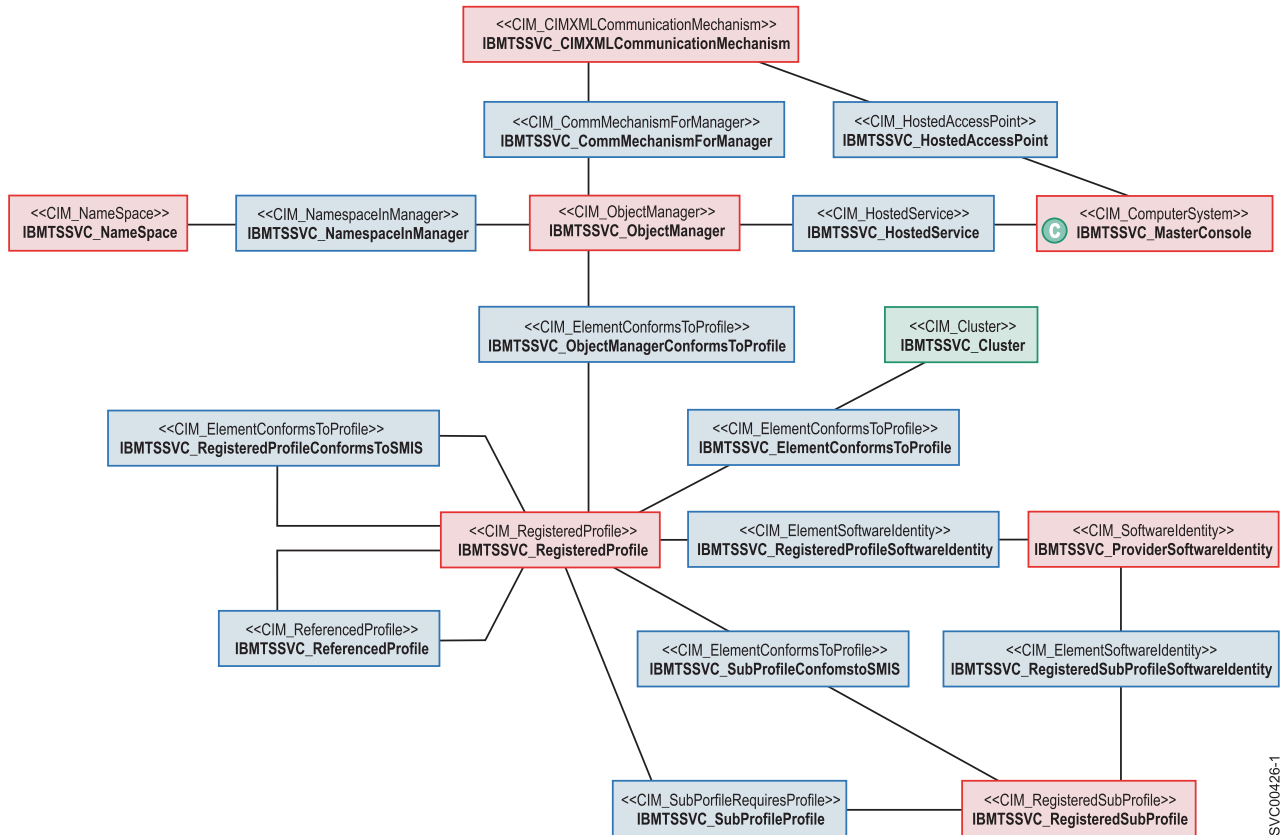 <<CIM_CIMXMLCommunicationMechanism>>
IBMTSSVC_CIMXMLCommunicationMechanism
<<CIM_CommMechanismForManager>>
IBMTSSVC_CommMechanismForManager
<<CIM_HostedAccessPoint>>
IBMTSSVC_HostedAccessPoint
<<CIM_NameSpace>>
IBMTSSVC_NameSpace
<<CIM_NamespaceInManager>>
IBMTSSVC_NamespaceInManager
<<CIM_ObjectManager>>
IBMTSSVC_ObjectManager
<<CIM_HostedService>>
IBMTSSVC_HostedService
<<CIM_ComputerSystem>>
C
IBMTSSVC_MasterConsole
<<CIM_ElementConformsToProfile>>
IBMTSSVC_ObjectManagerConformsToProfile
<<CIM_Cluster>>
IBMTSSVC_Cluster
<<CIM_ElementConformsToProfile>>
IBMTSSVC_RegisteredProfileConformsToSMIS
<<CIM_ElementConformsToProfile>>
IBMTSSVC_ElementConformsToProfile
<<CIM_RegisteredProfile>>
IBMTSSVC_RegisteredProfile
<<CIM_ElementSoftwareIdentity>>
IBMTSSVC_RegisteredProfileSoftwareIdentity
<<CIM_SoftwareIdentity>>
IBMTSSVC_ProviderSoftwareIdentity
<<CIM_ReferencedProfile>>
IBMTSSVC_ReferencedProfile
<<CIM_ElementConformsToProfile>>
IBMTSSVC_SubProfileConfomstoSMIS
<<CIM_ElementSoftwareIdentity>>
IBMTSSVC_RegisteredSubProfileSoftwareIdentity
<<CIM_SubPorfileRequiresProfile>>
IBMTSSVC_SubProfileProfile
<<CIM_RegisteredSubProfile>>
IBMTSSVC_RegisteredSubProfile
SVC00426-1